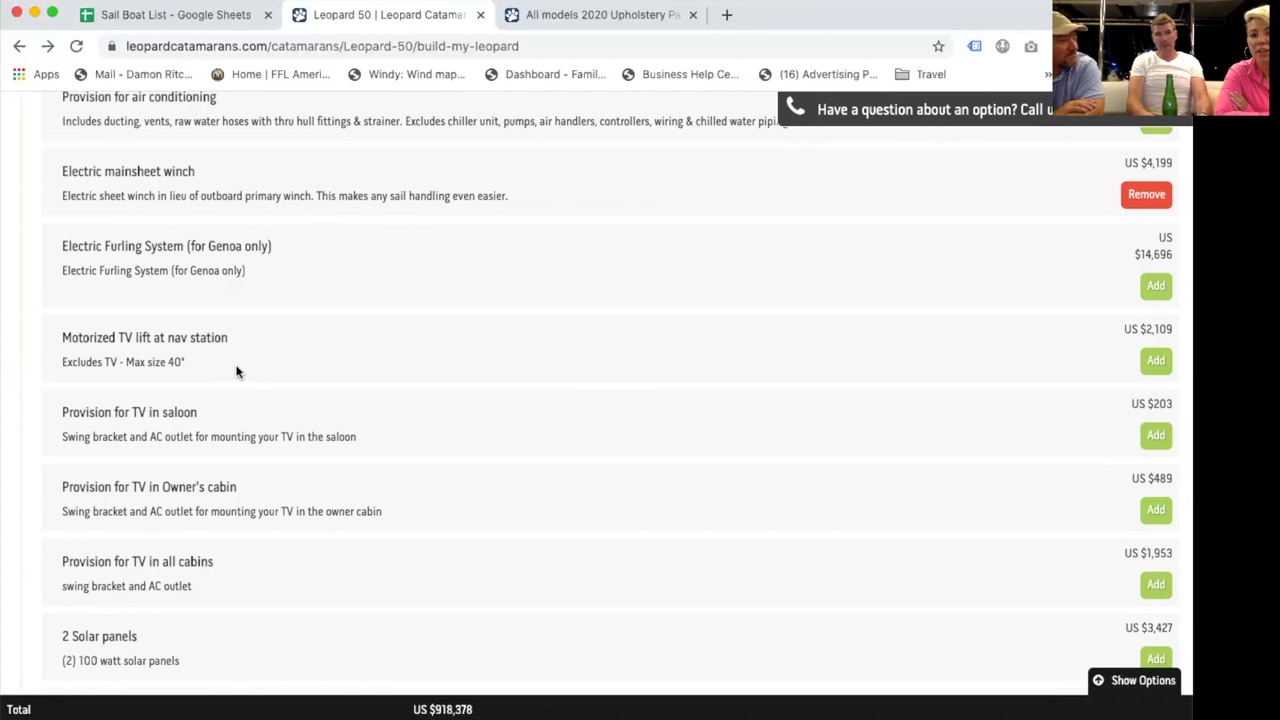 Sail Boat List - Google Sheets
Leopard 50 | Leopard Catamar
All models 2020 Upholstery Pa
leopardcatamarans.com/catamarans/Leopard-50/build-my-leopard
Apps
Mail - Damon Ritc...
Home | FFL Ameri...
Windy: Wind map...
Dashboard - Famil...
Business Help Ce...
(16) Advertising P...
Travel
Provision for air conditioning
Have a question about an option? Call u
Includes ducting, vents, raw water hoses with thru hull fittings & strainer. Excludes chiller unit, pumps, air handlers, controllers, wiring & chilled water pipi
Electric mainsheet winch
US $4,199
Electric sheet winch in lieu of outboard primary winch. This makes any sail handling even easier.
Remove
Electric Furling System (for Genoa only)
US
$14,696
Electric Furling System (for Genoa only)
Add
Motorized TV lift at nav station
US $2,109
Excludes TV - Max size 40"
Add
Provision for TV in saloon
US $203
Swing bracket and AC outlet for mounting your TV in the saloon
Add
Provision for TV in Owner's cabin
US $489
Swing bracket and AC outlet for mounting your TV in the owner cabin
Add
Provision for TV in all cabins
US $1,953
swing bracket and AC outlet
Add
2 Solar panels
US $3,427
(2) 100 watt solar panels
Add
Show Options
Total
US $918,378